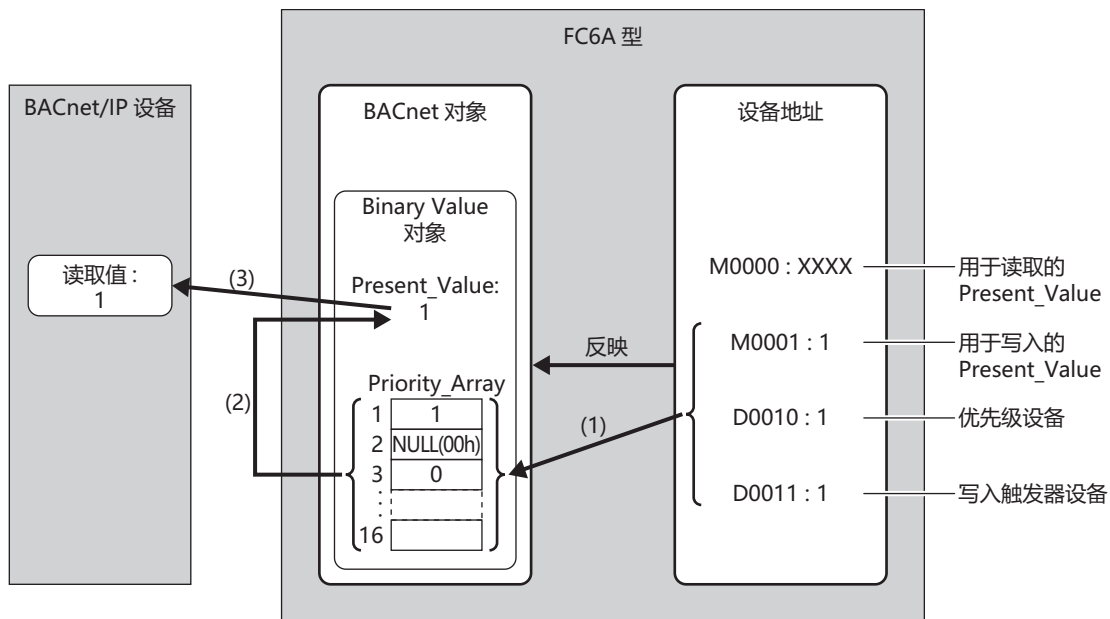 FC6A 型
BACnet/IP 设备
读取值 :
1
BACnet 对象
Binary Value
对象
Present_Value:
1
Priority_Array
1 1
2 NULL(00h)
3 0
:
16
(1)
(2)
(3)
反映
设备地址
M0000 : XXXX
用于读取的
Present_Value
M0001 : 1
用于写入的
Present_Value
D0010 : 1
优先级设备
D0011 : 1
写入触发器设备